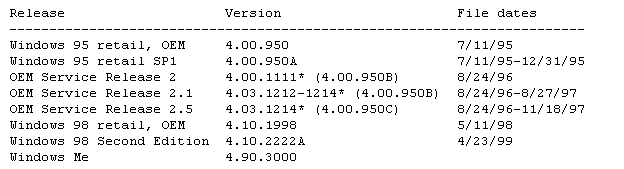 Release Version File dates
--------------------------------------------------------------------------
Windows 95 retail, OEM 4.00.950 7/11/95
Windows 95 retail SP1 4.00.950A 7/11/95-12/31/95
OEM Service Release 2 4.00.1111* (4.00.950B) 8/24/96
OEM Service Release 2.1 4.03.1212-1214* (4.00.950B) 8/24/96-8/27/97
OEM Service Release 2.5 4.03.1214* (4.00.950C) 8/24/96-11/18/97
Windows 98 retail, OEM 4.10.1998 5/11/98
Windows 98 Second Edition 4.10.2222A 4/23/99
Windows Me 4.90.3000